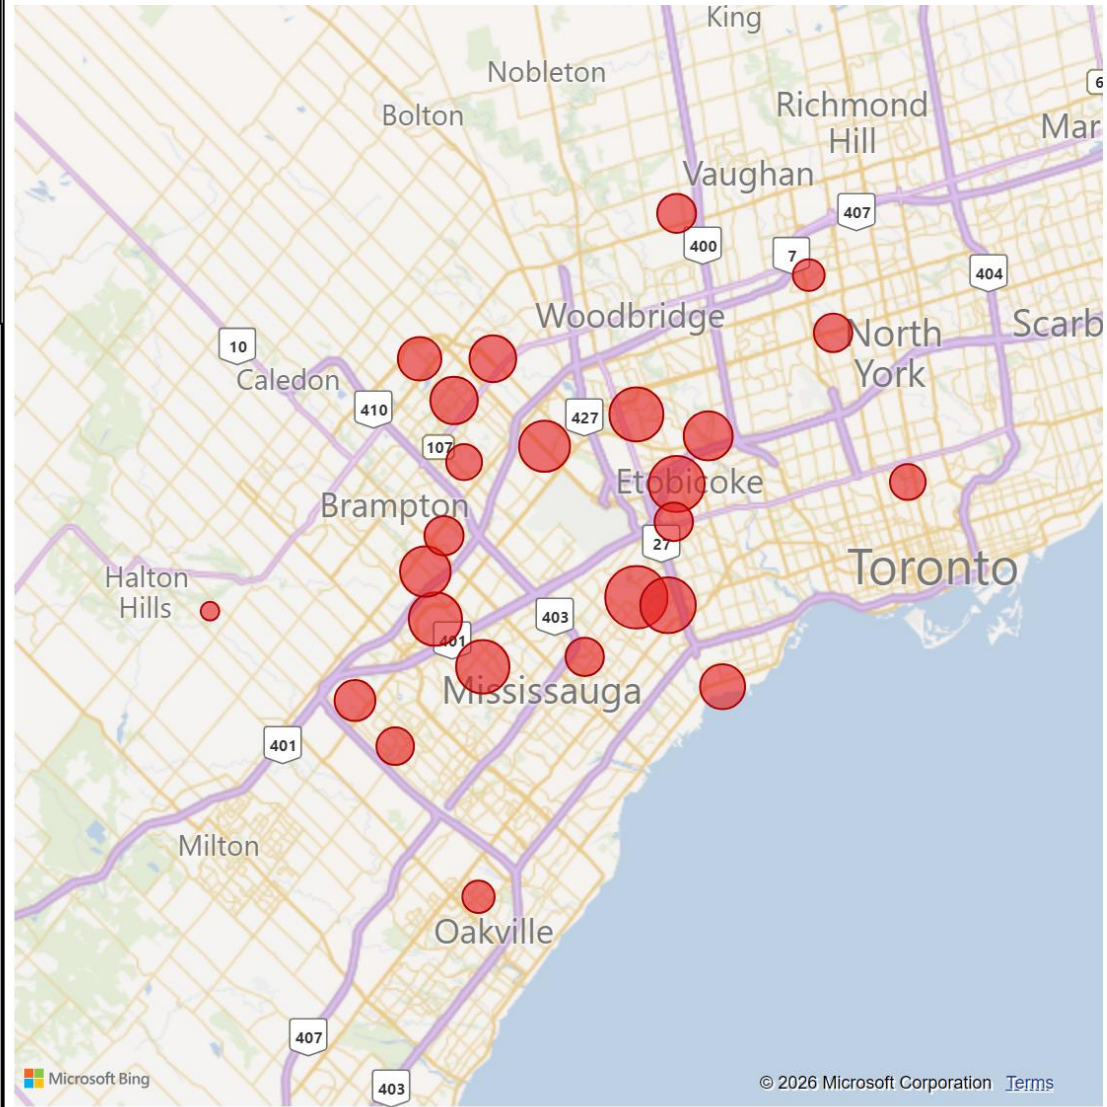 King
Nobleton
6
Bolton
Richmond
Hill
Mar
Vaughan
407
400
7
404
Woodbridge
Scarb
North
York
10
Caledon
410
427
107
Etobicoke
Brampton
27
Toronto
Halton
Hills
403
401
Mississauga
401
Milton
Oakville
407
Microsoft Bing
403
© 2026 Microsoft Corporation Terms